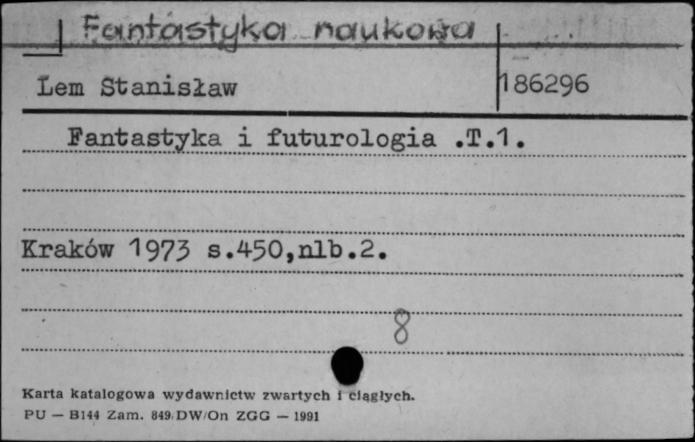 Fantastyka naukowa
Lem Stanisław 186296
Fantastyka i futurologia .T.1.
Kraków 1973 s.450,nlb.2.
8
Karta katalogowa wydawnictw zwartych i ciągłych.
PU — B144 Zam. 849/DW/On ZGG — 1991